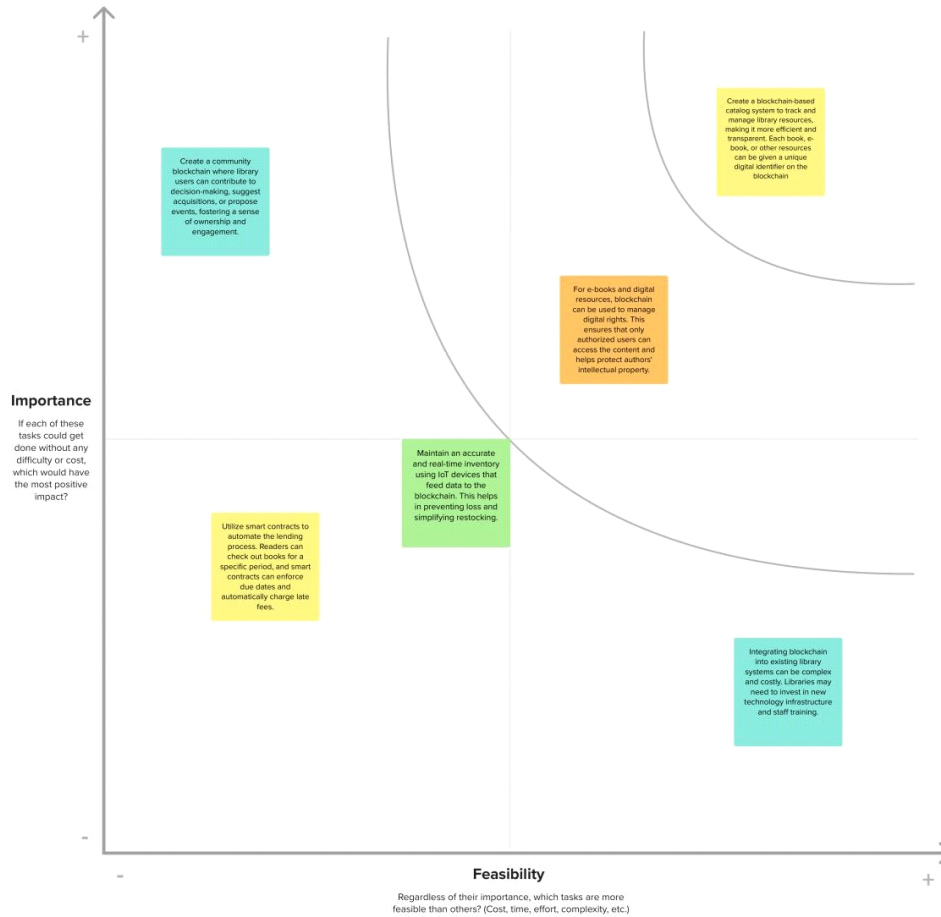 +
Create a blockchain-based
catalog system to track and
manage library resources,
making it more efficient and
transparent. Each book, e-
book, or other resources
can be given a unique
digital identifier on the
blockchain
Create a community
blockchain where library
users can contribute to
decision-making, suggest
acquisitions, or propose
events, fostering a sense
of ownership and
engagement.
For e-books and digital
resources, blockchain
can be used to manage
digital rights. This
ensures that only
authorized users can
access the content and
helps protect authors'
intellectual property.
Importance
If each of these
tasks could get
done without any
difficulty or cost,
which would have
the most positive
impact?
Maintain an accurate
and real-time inventory
using IoT devices that
feed data to the
blockchain. This helps
in preventing loss and
simplifying restocking.
Utilize smart contracts to
automate the lending
process. Readers can
check out books for a
specific period, and smart
contracts can enforce
due dates and
automatically charge late
fees.
Integrating blockchain
into existing library
systems can be complex
and costly. Libraries may
need to invest in new
technology infrastructure
and staff training.
-
-
Feasibility
+
Regardless of their importance, which tasks are more
feasible than others? (Cost, time, effort, complexity, etc.)